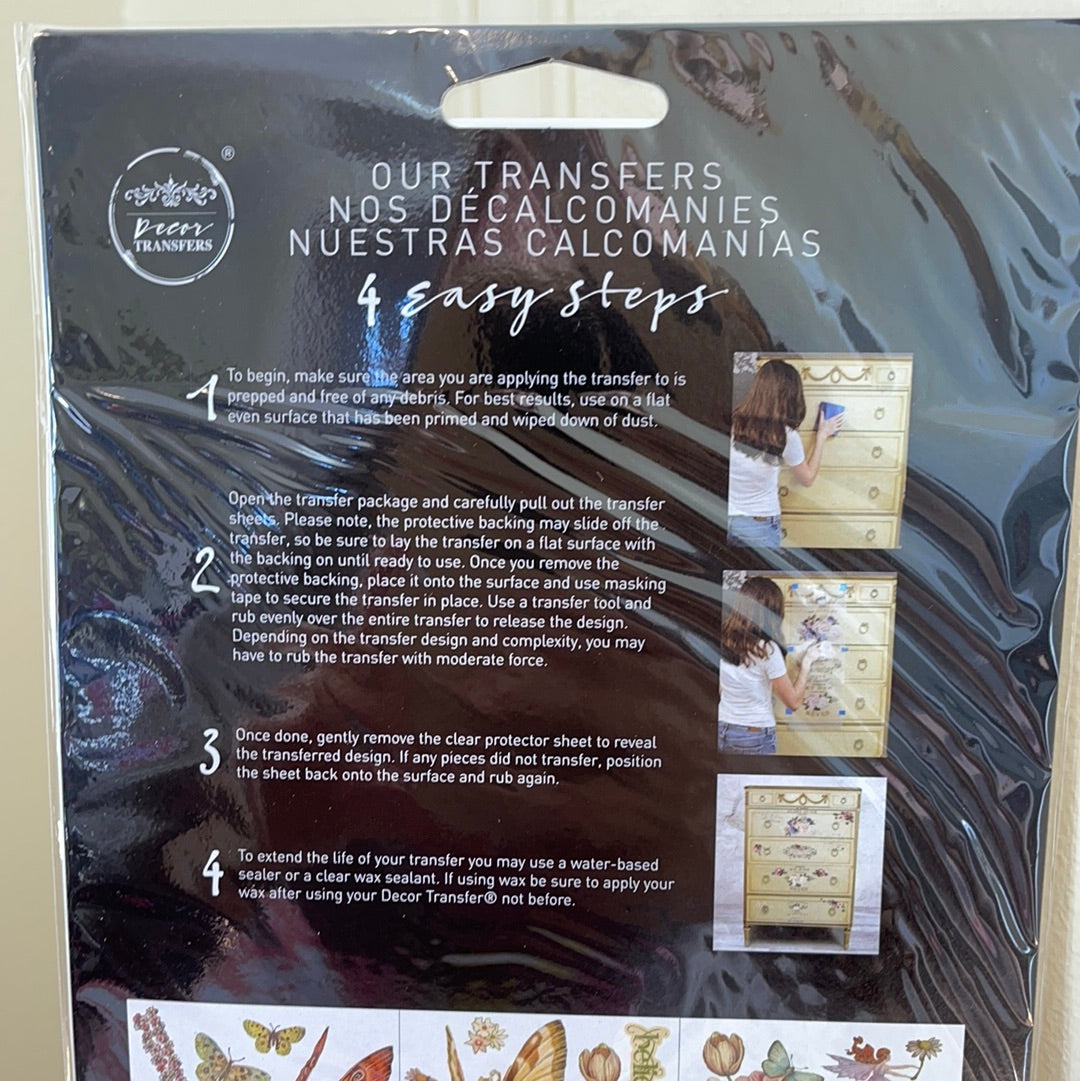 ®
Decor
TRANSFERS
OUR TRANSFERS
NOS DÉCALCOMANIES
NUESTRAS CALCOMANÍAS
4 easy steps
1
To begin, make sure the area you are applying the transfer to is
prepped and free of any debris. For best results, use on a flat
even surface that has been primed and wiped down of dust.
2
Open the transfer package and carefully pull out the transfer
sheets. Please note, the protective backing may slide off the
transfer, so be sure to lay the transfer on a flat surface with
the backing on until ready to use. Once you remove the
protective backing, place it onto the surface and use masking
tape to secure the transfer in place. Use a transfer tool and
rub evenly over the entire transfer to release the design.
Depending on the transfer design and complexity, you may
have to rub the transfer with moderate force.
3
Once done, gently remove the clear protector sheet to reveal
the transferred design. If any pieces did not transfer, position
the sheet back onto the surface and rub again.
4
To extend the life of your transfer you may use a water-based
sealer or a clear wax sealant. If using wax be sure to apply your
wax after using your Decor Transfer® not before.
hello